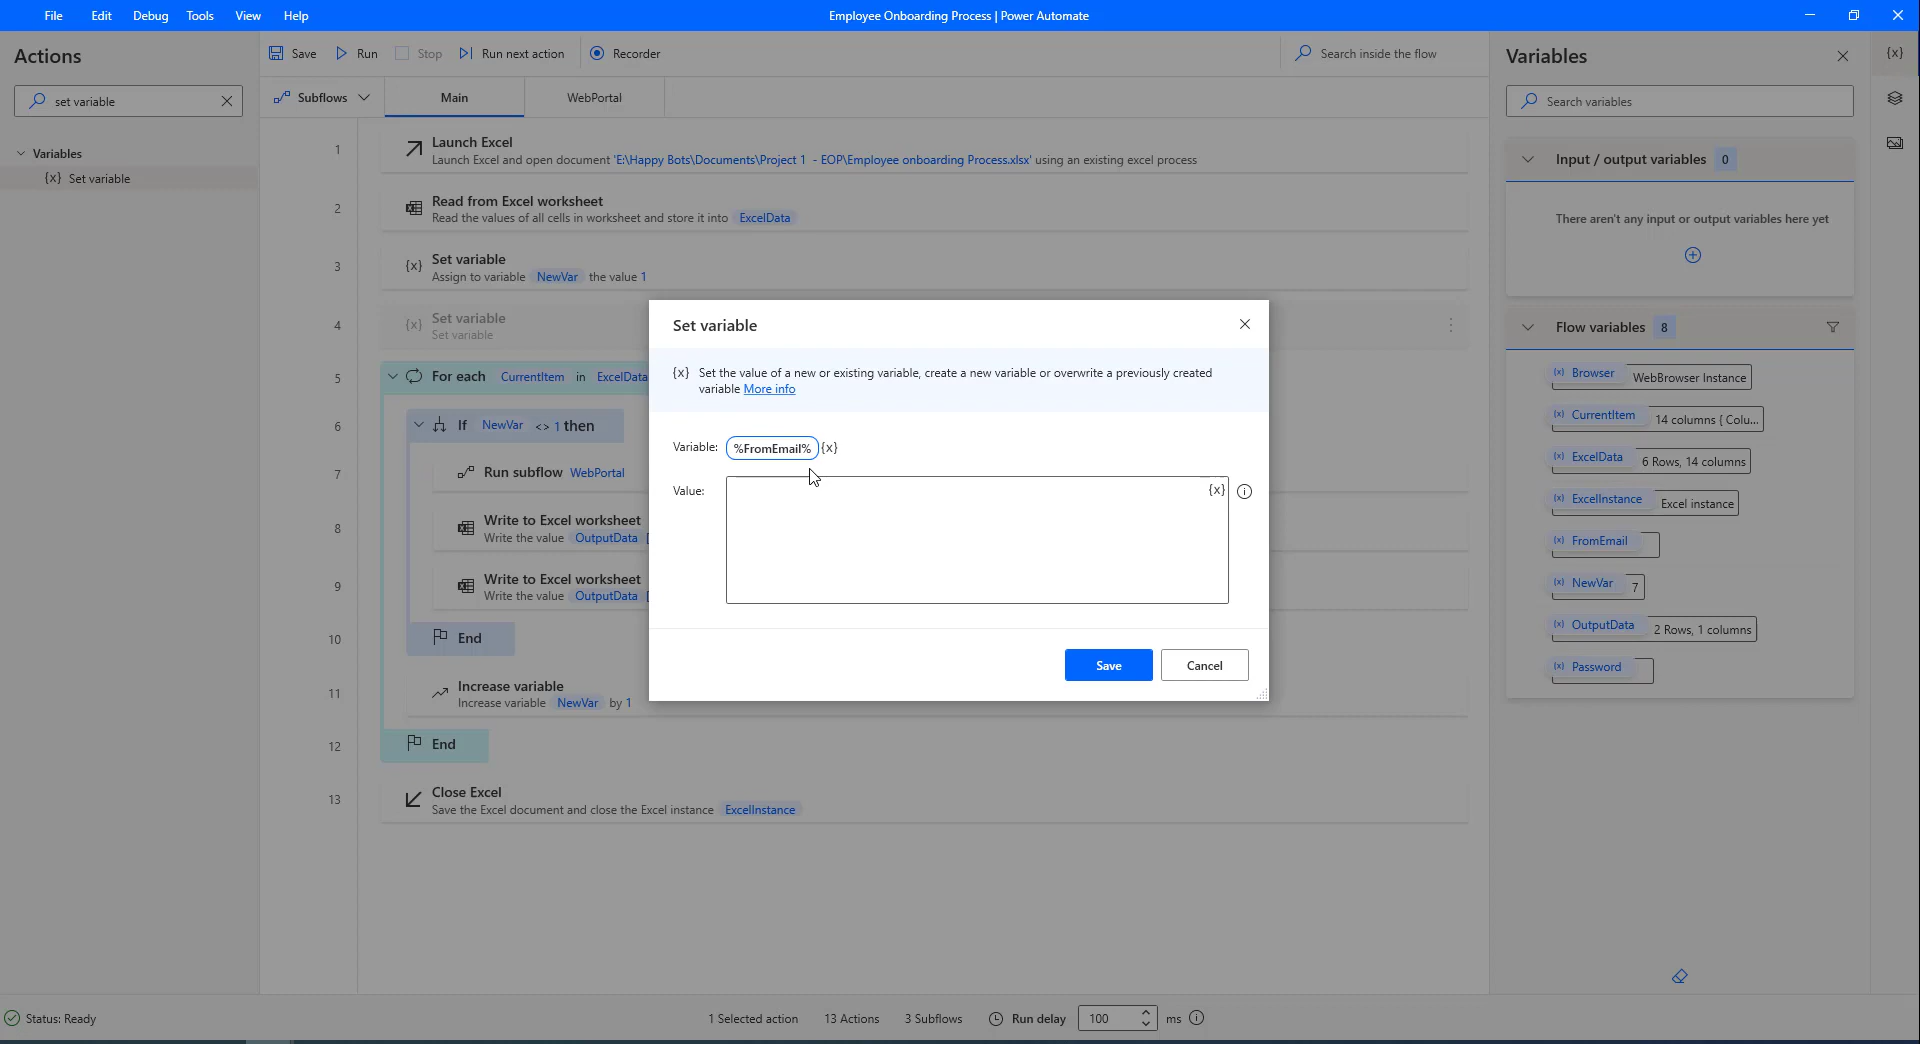 File Edit Debug Tools View Help
Employee Onboarding Process | Power Automate
Actions
set variable
Variables
{x} Set variable
Save Run Stop Run next action Recorder
Search inside the flow
Subflows Main WebPortal
1 Launch Excel
Launch Excel and open document 'E:\Happy Bots\Documents\Project 1 - EOP\Employee onboarding Process.xlsx' using an existing excel process
2 Read from Excel worksheet
Read the values of all cells in worksheet and store it into ExcelData
3 {x} Set variable
Assign to variable NewVar the value 1
4 {x} Set variable
Set variable
5 For each CurrentItem in ExcelData
6 If NewVar <> 1 then
7 Run subflow WebPortal
8 Write to Excel worksheet
Write the value OutputData [
9 Write to Excel worksheet
Write the value OutputData [
10 End
11 Increase variable
Increase variable NewVar by 1
12 End
13 Close Excel
Save the Excel document and close the Excel instance ExcelInstance
Set variable
{x} Set the value of a new or existing variable, create a new variable or overwrite a previously created
variable More info
Variable: %FromEmail% {x}
Value: {x}
Save Cancel
Variables
{x}
Search variables
Input / output variables 0
There aren't any input or output variables here yet
Flow variables 8
(x) Browser WebBrowser Instance
(x) CurrentItem 14 columns { Colu...
(x) ExcelData 6 Rows, 14 columns
(x) ExcelInstance Excel instance
(x) FromEmail
(x) NewVar 7
(x) OutputData 2 Rows, 1 columns
(x) Password
Status: Ready
1 Selected action 13 Actions 3 Subflows Run delay 100 ms